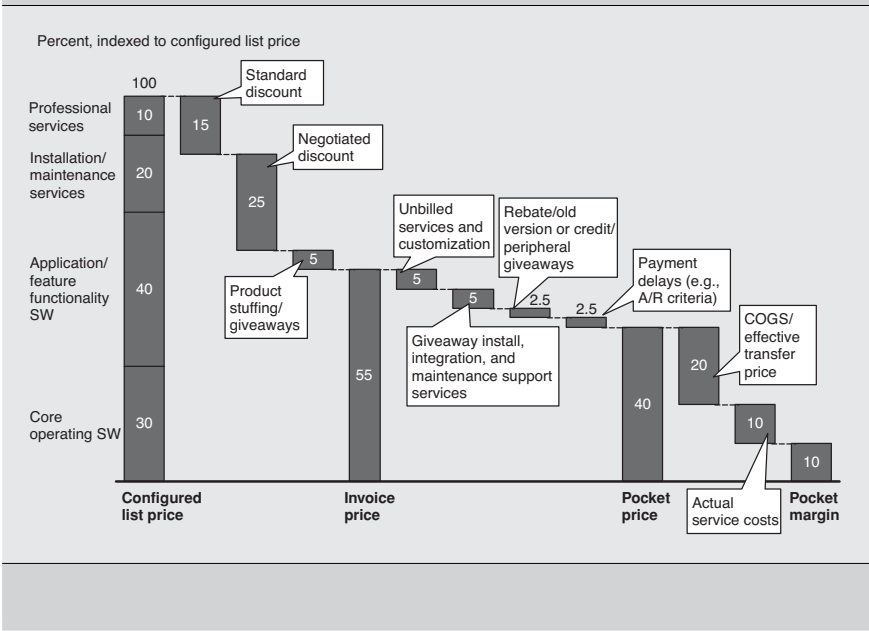 Percent, indexed to configured list price
100
Standard
discount
Professional
services
10
15
Negotiated
discount
Installation/
maintenance
services
20
25
Unbilled
services and
customization
Rebate/old
version or credit/
peripheral
giveaways
Application/
feature
functionality
SW
40
5
Product
stuffing/
giveaways
55
5
5
Giveaway install,
integration, and
maintenance support
services
2.5
2.5
Payment
delays (e.g.,
A/R criteria)
COGS/
effective
transfer
price
20
Core
operating SW
30
40
10
10
Actual
service costs
Configured
list price
Invoice
price
Pocket
price
Pocket
margin